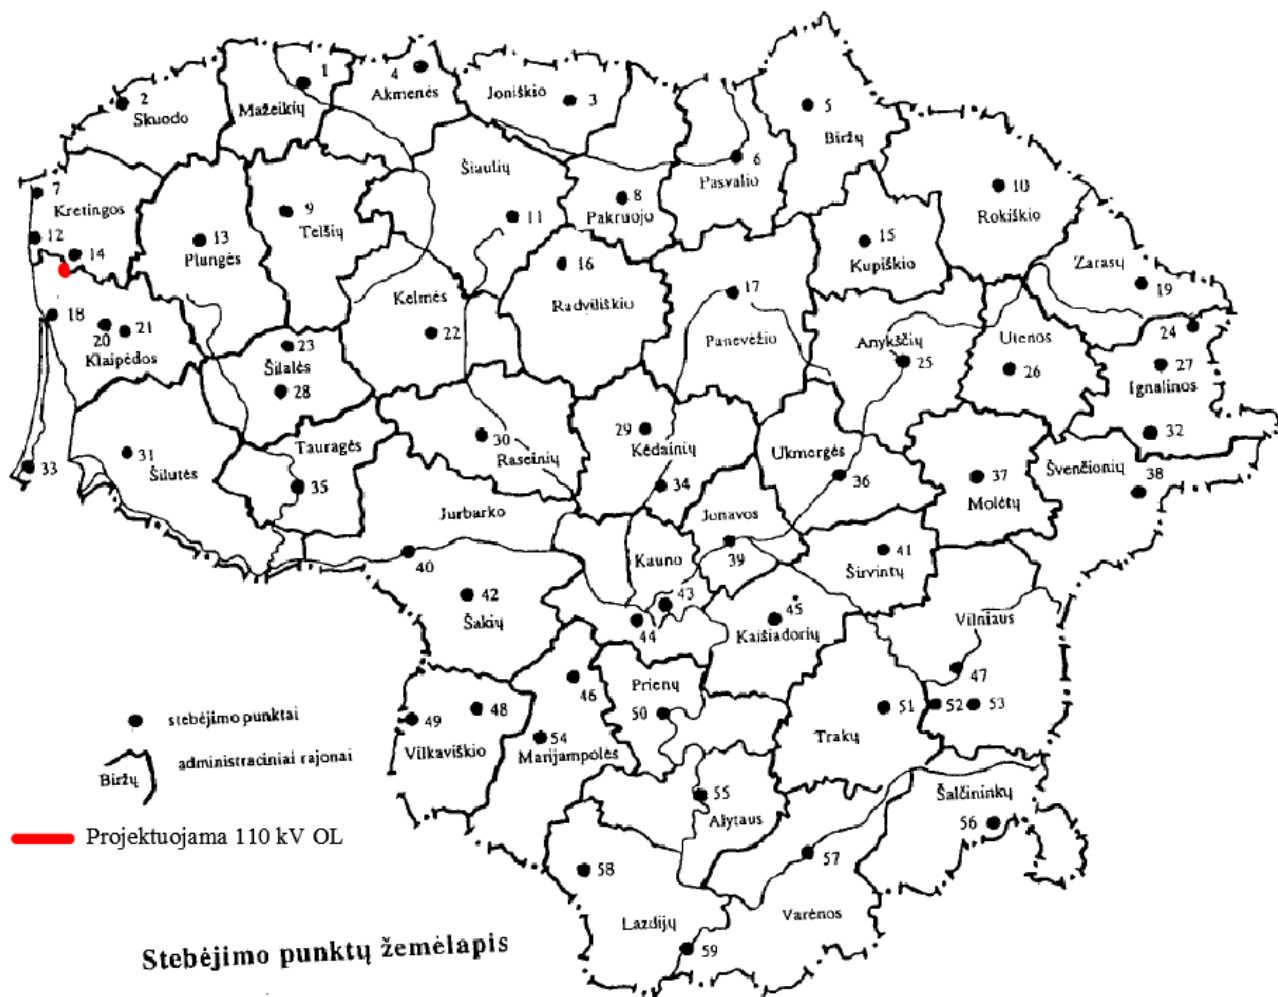 1
4
2
Skuodo
Mažeikių
Akmenės
Joniškio
3
5
Biržų
7
Kretingos
9
Telšių
Šiaulių
11
8
Pakruojo
6
Pasvalio
10
Rokiškio
12
14
13
Plungės
16
Radviliškio
15
Kupiškio
Zarasų
19
18
20
21
Klaipėdos
Kelmės
22
17
Panevėžio
Anykščių
25
Utenos
26
24
27
Ignalinos
23
Šilalės
28
31
Šilutės
33
Tauragės
35
30
Raseinių
29
Kėdainių
34
Ukmergės
36
37
Molėtų
32
Švenčionių
38
Jurbarko
40
Kauno
Jonavos
39
41
Širvintų
42
Šakių
43
44
45
Kaišiadorių
Vilniaus
47
46
Prienų
50
51
52
53
Trakų
49
48
Vilkaviškio
54
Marijampolės
55
Alytaus
Šalčininkų
56
57
58
Lazdijų
59
Varėnos
stebėjimo punktai
Biržų
administraciniai rajonai
Projektuojama 110 kV OL
Stebėjimo punktų žemėlapis